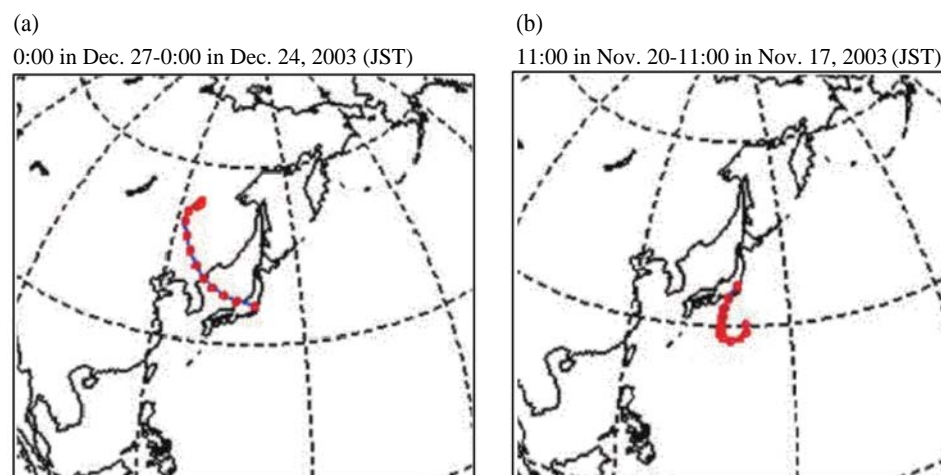 (a)
0:00 in Dec. 27-0:00 in Dec. 24, 2003 (JST)
(b)
11:00 in Nov. 20-11:00 in Nov. 17, 2003 (JST)